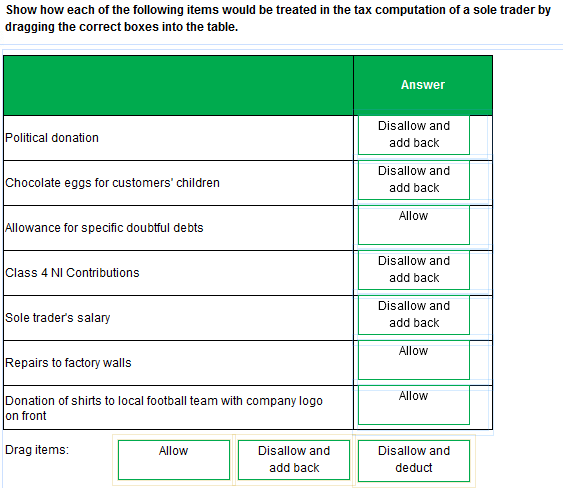 Show how each of the following items would be treated in the tax computation of a sole trader by
dragging the correct boxes into the table.
Answer
Political donation
Disallow and
add back
Chocolate eggs for customers' children
Disallow and
add back
Allowance for specific doubtful debts
Allow
Class 4 NI Contributions
Disallow and
add back
Sole trader's salary
Disallow and
add back
Repairs to factory walls
Allow
Donation of shirts to local football team with company logo
on front
Allow
Drag items:
Allow
Disallow and
add back
Disallow and
deduct